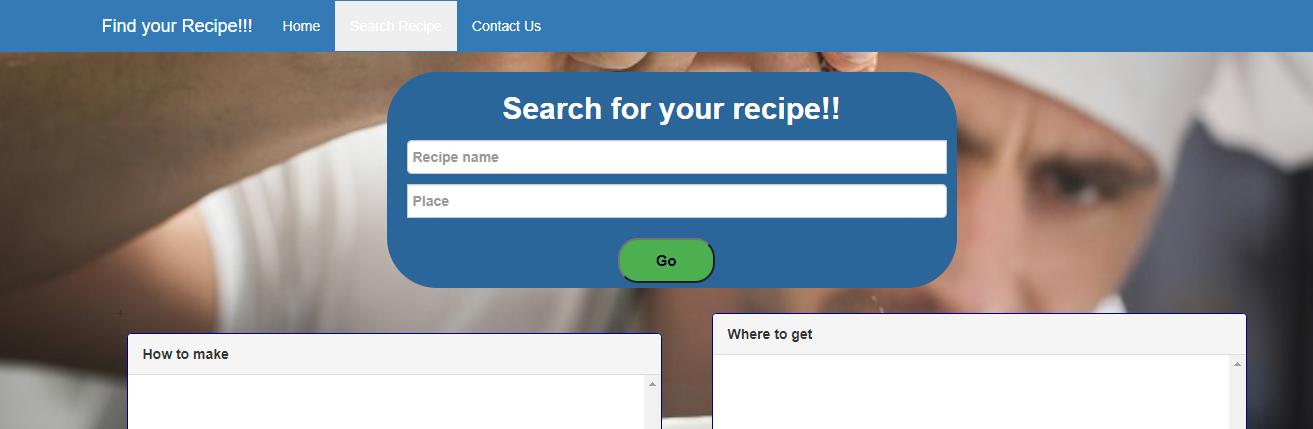 Find your Recipe!!! Home Search Recipe Contact Us
Search for your recipe!!
Recipe name
Place
Go
How to make
Where to get